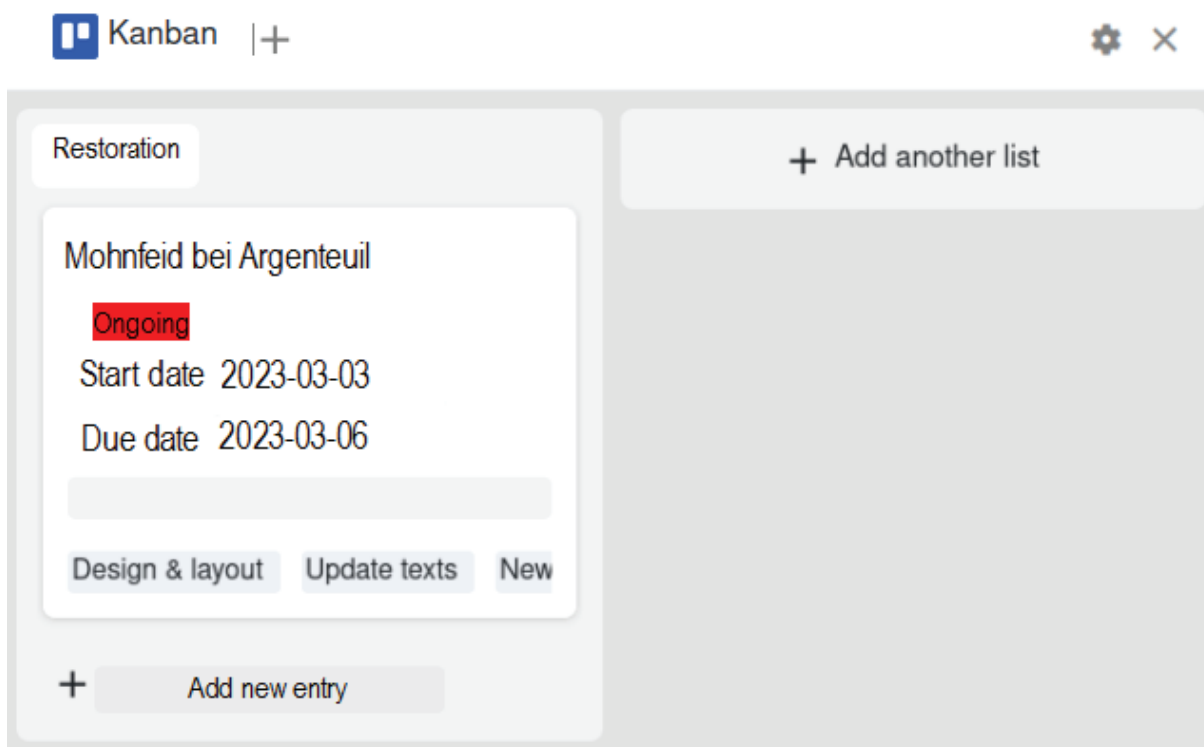 Kanban
Restoration
Add another list
Mohnfeid bei Argenteuil
Ongoing
Start date 2023-03-03
Due date 2023-03-06
Design & layout Update texts New
Add new entry